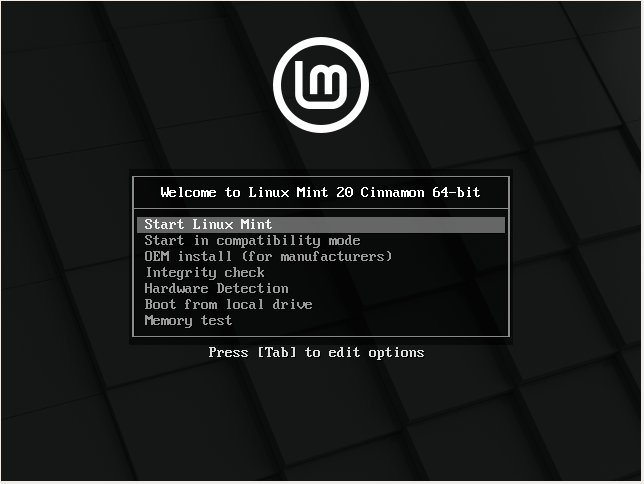 lm
Welcome to Linux Mint 20 Cinnamon 64-bit
Start Linux Mint
Start in compatibility mode
OEM install (for manufacturers)
Integrity check
Hardware Detection
Boot from local drive
Memory test
Press [Tab] to edit options